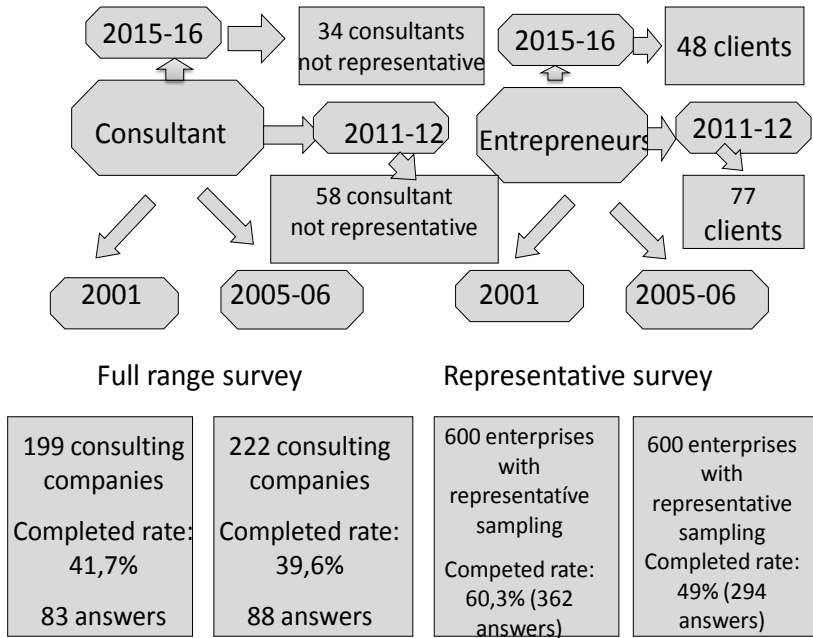 2015-16
34 consultants
not representative
Consultant
2011-12
58 consultant
not representative
2001
2005-06
2015-16
48 clients
Entrepreneurs
2011-12
77
clients
2001
2005-06
Full range survey
Representative survey
199 consulting
companies
Completed rate:
41,7%
83 answers
222 consulting
companies
Completed rate:
39,6%
88 answers
600 enterprises
with
representatíve
sampling
Competed rate:
60,3% (362
answers)
600 enterprises
with
representative
sampling
Completed rate:
49% (294
answers)